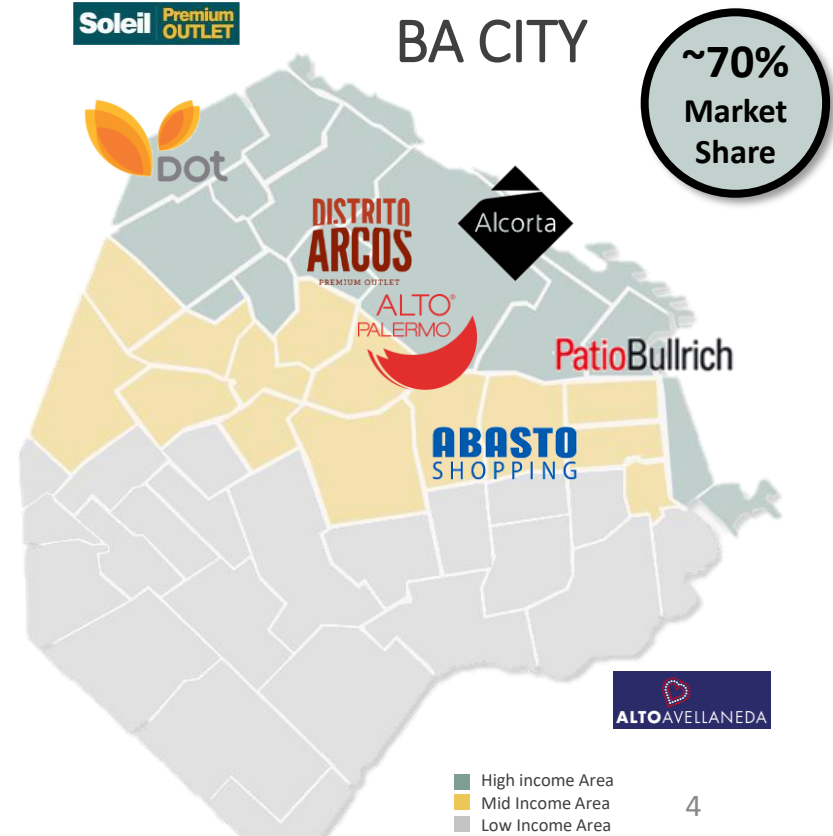 Soleil Premium OUTLET
BA CITY
~70%
Market
Share
DOT
DISTRITO
ARCOS
PREMIUM OUTLET
Alcorta
ALTO®
PALERMO
PatioBullrich
ABASTO
SHOPPING
ALTOAVELLANEDA
High income Area
Mid Income Area
Low Income Area
4